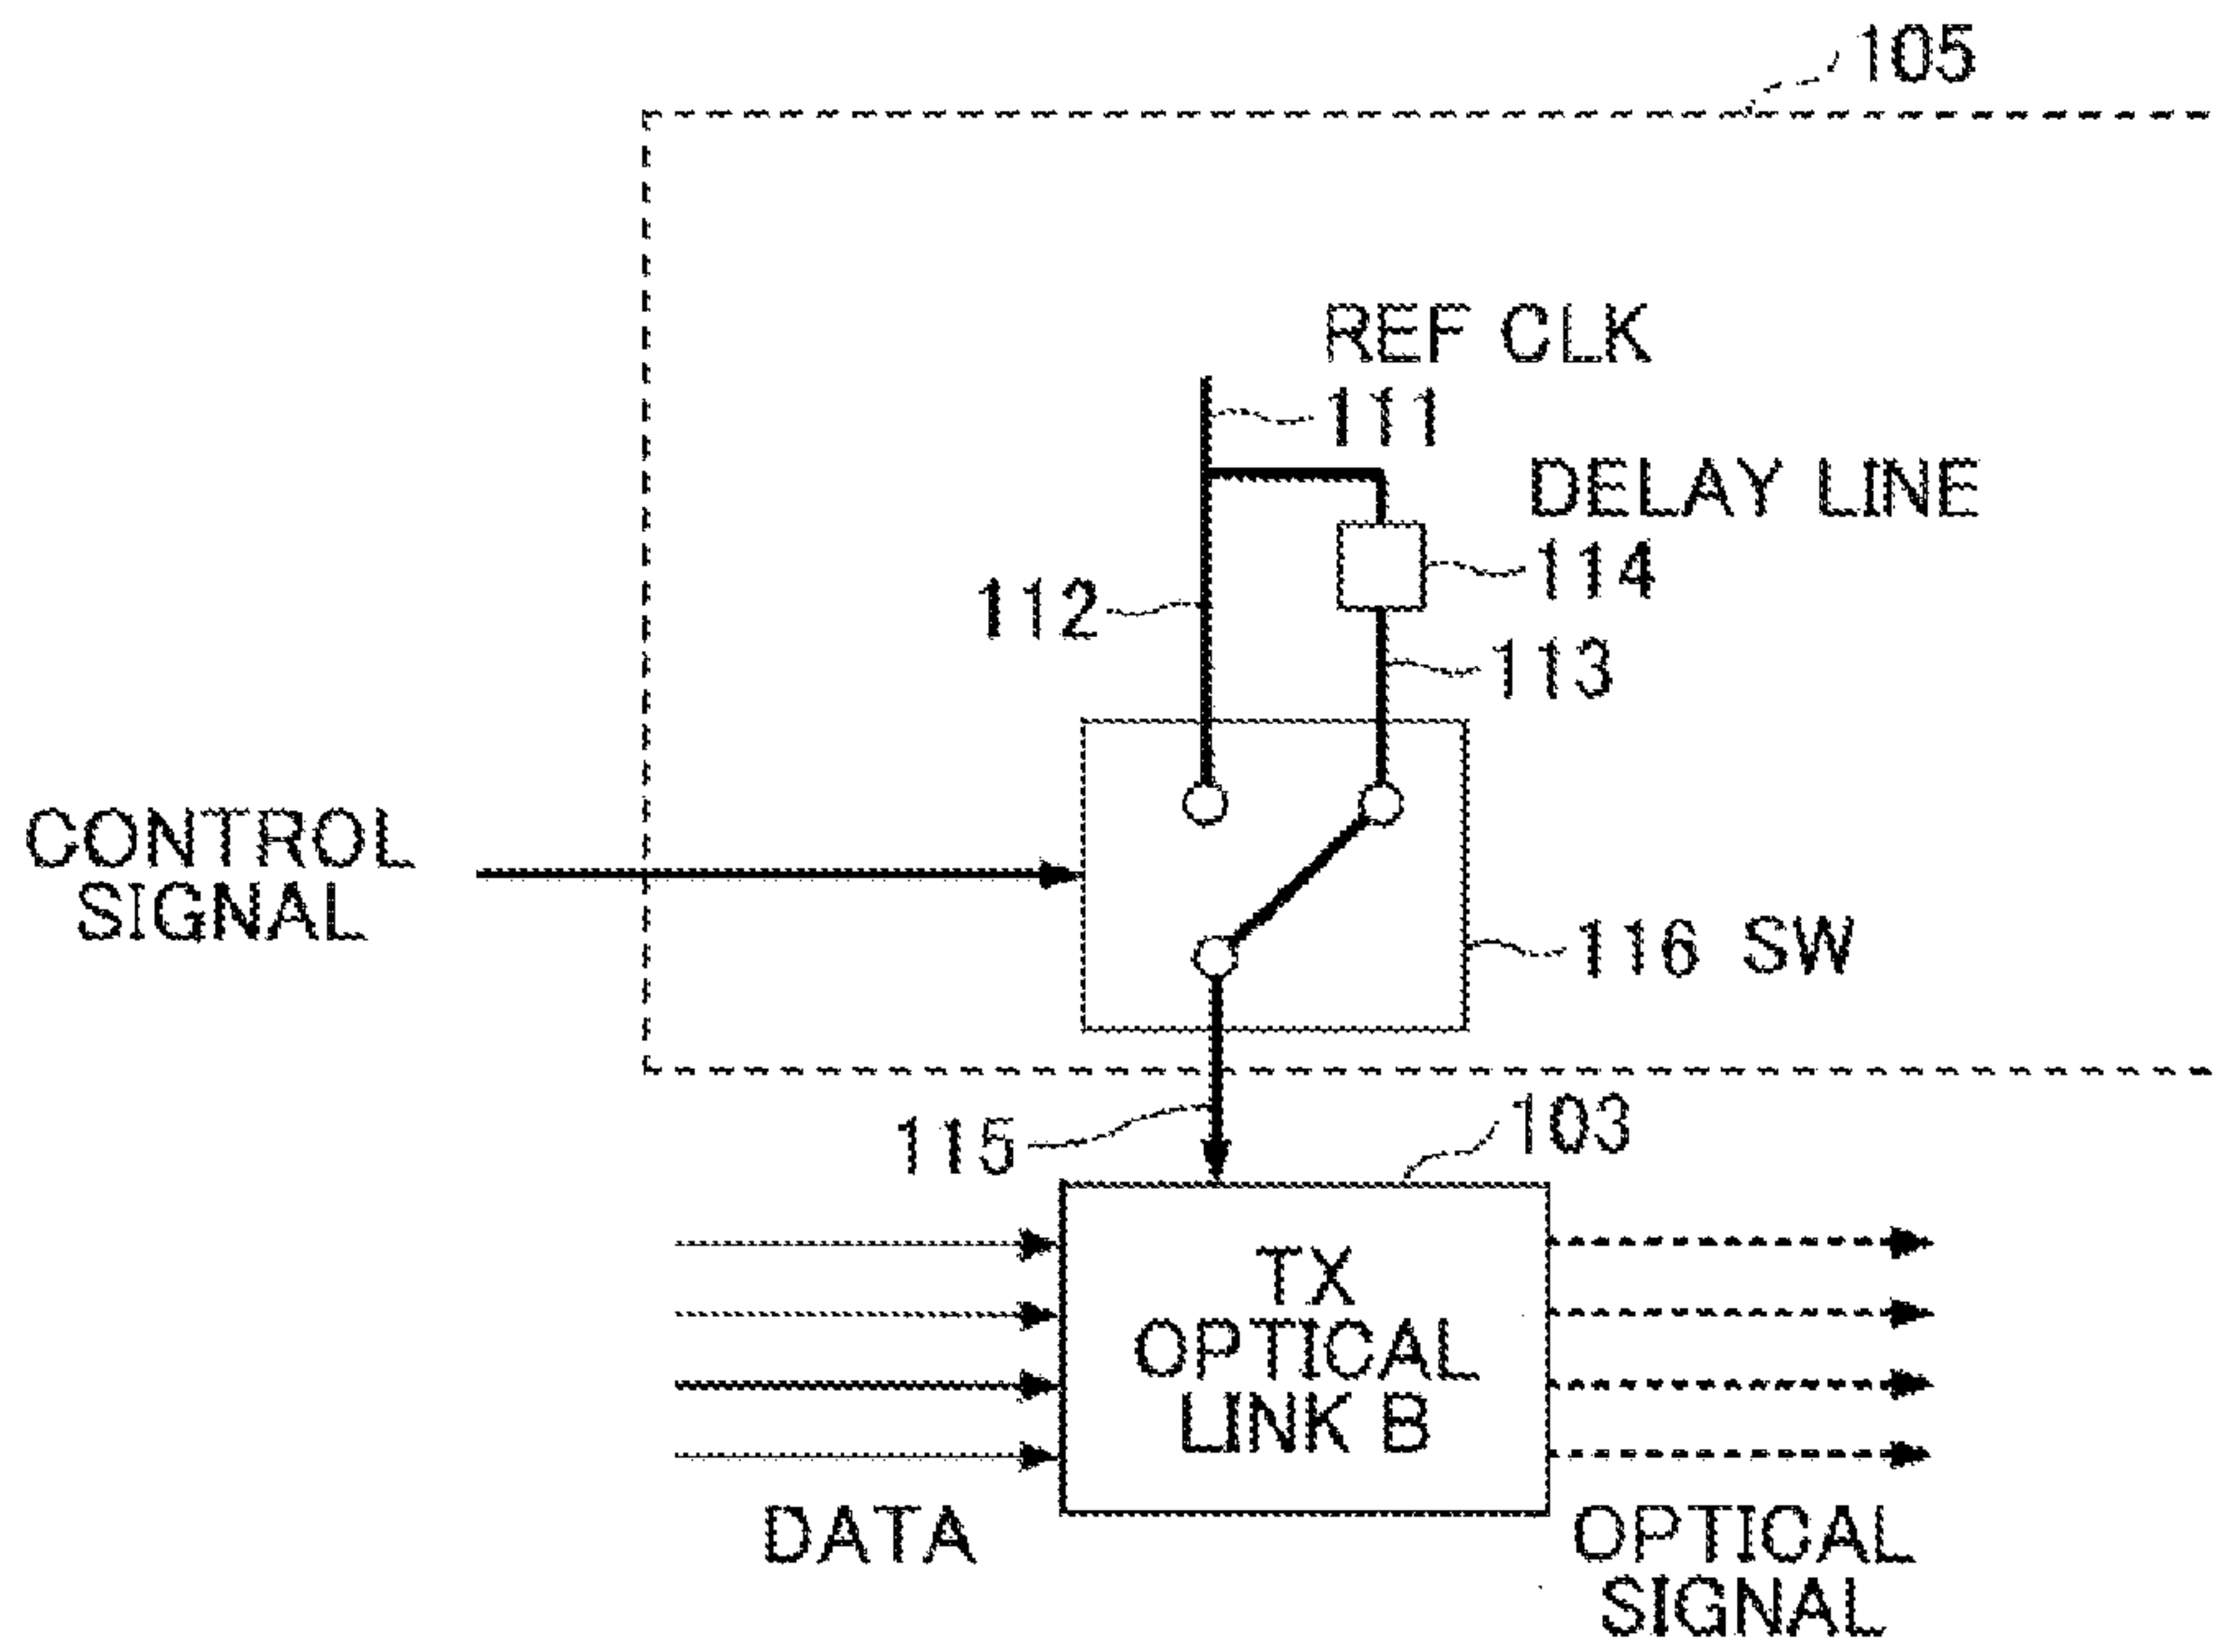 105
REF CLK
111
DELAY LINE
114
112
113
CONTROL
SIGNAL
116 SW
115
103
TX
OPTICAL
LINK B
DATA
OPTICAL
SIGNAL